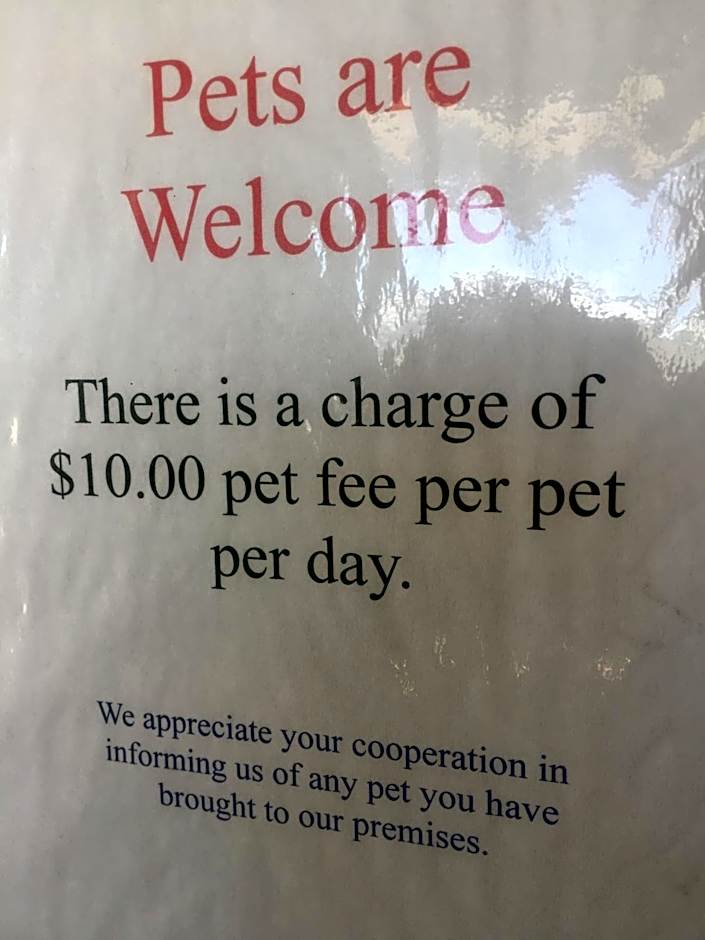 Pets are
Welcome
There is a charge of
$10.00 pet fee per pet
per day.
We appreciate your cooperation in
informing us of any pet you have
brought to our premises.